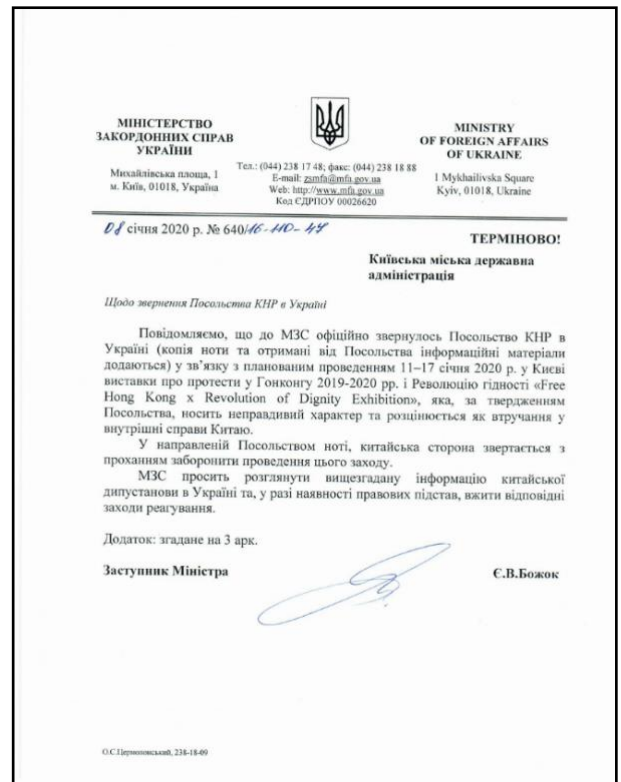 МІНІСТЕРСТВО
ЗАКОРДОННИХ СПРАВ
УКРАЇНИ
Михайлівська площа, 1
м. Київ, 01018, Україна
Тел.: (044) 238 17 48; факс: (044) 238 18 88
E-mail: zsmfa@mfa.gov.ua
Web: http://www.mfa.gov.ua
Код ЄДРПОУ 00026620
MINISTRY
OF FOREIGN AFFAIRS
OF UKRAINE
1 Mykhailivska Square
Kyiv, 01018, Ukraine
08 січня 2020 р. № 640/16-110-47
ТЕРМІНОВО!
Київська міська державна
адміністрація
Щодо звернення Посольства КНР в Україні
Повідомляємо, що до МЗС офіційно звернулось Посольство КНР в
Україні (копія ноти та отримані від Посольства інформаційні матеріали
додаються) у зв’язку з планованим проведенням 11–17 січня 2020 р. у Києві
виставки про протести у Гонконгу 2019-2020 рр. і Революцію гідності «Free
Hong Kong x Revolution of Dignity Exhibition», яка, за твердженням
Посольства, носить неправдивий характер та розцінюється як втручання у
внутрішні справи Китаю.
У направленій Посольством ноті, китайська сторона звертається з
проханням заборонити проведення цього заходу.
МЗС просить розглянути вищезгадану інформацію китайської
дипустанови в Україні та, у разі наявності правових підстав, вжити відповідні
заходи реагування.
Додаток: згадане на 3 арк.
Заступник Міністра
Є.В.Божок
О.С. 238-18-09